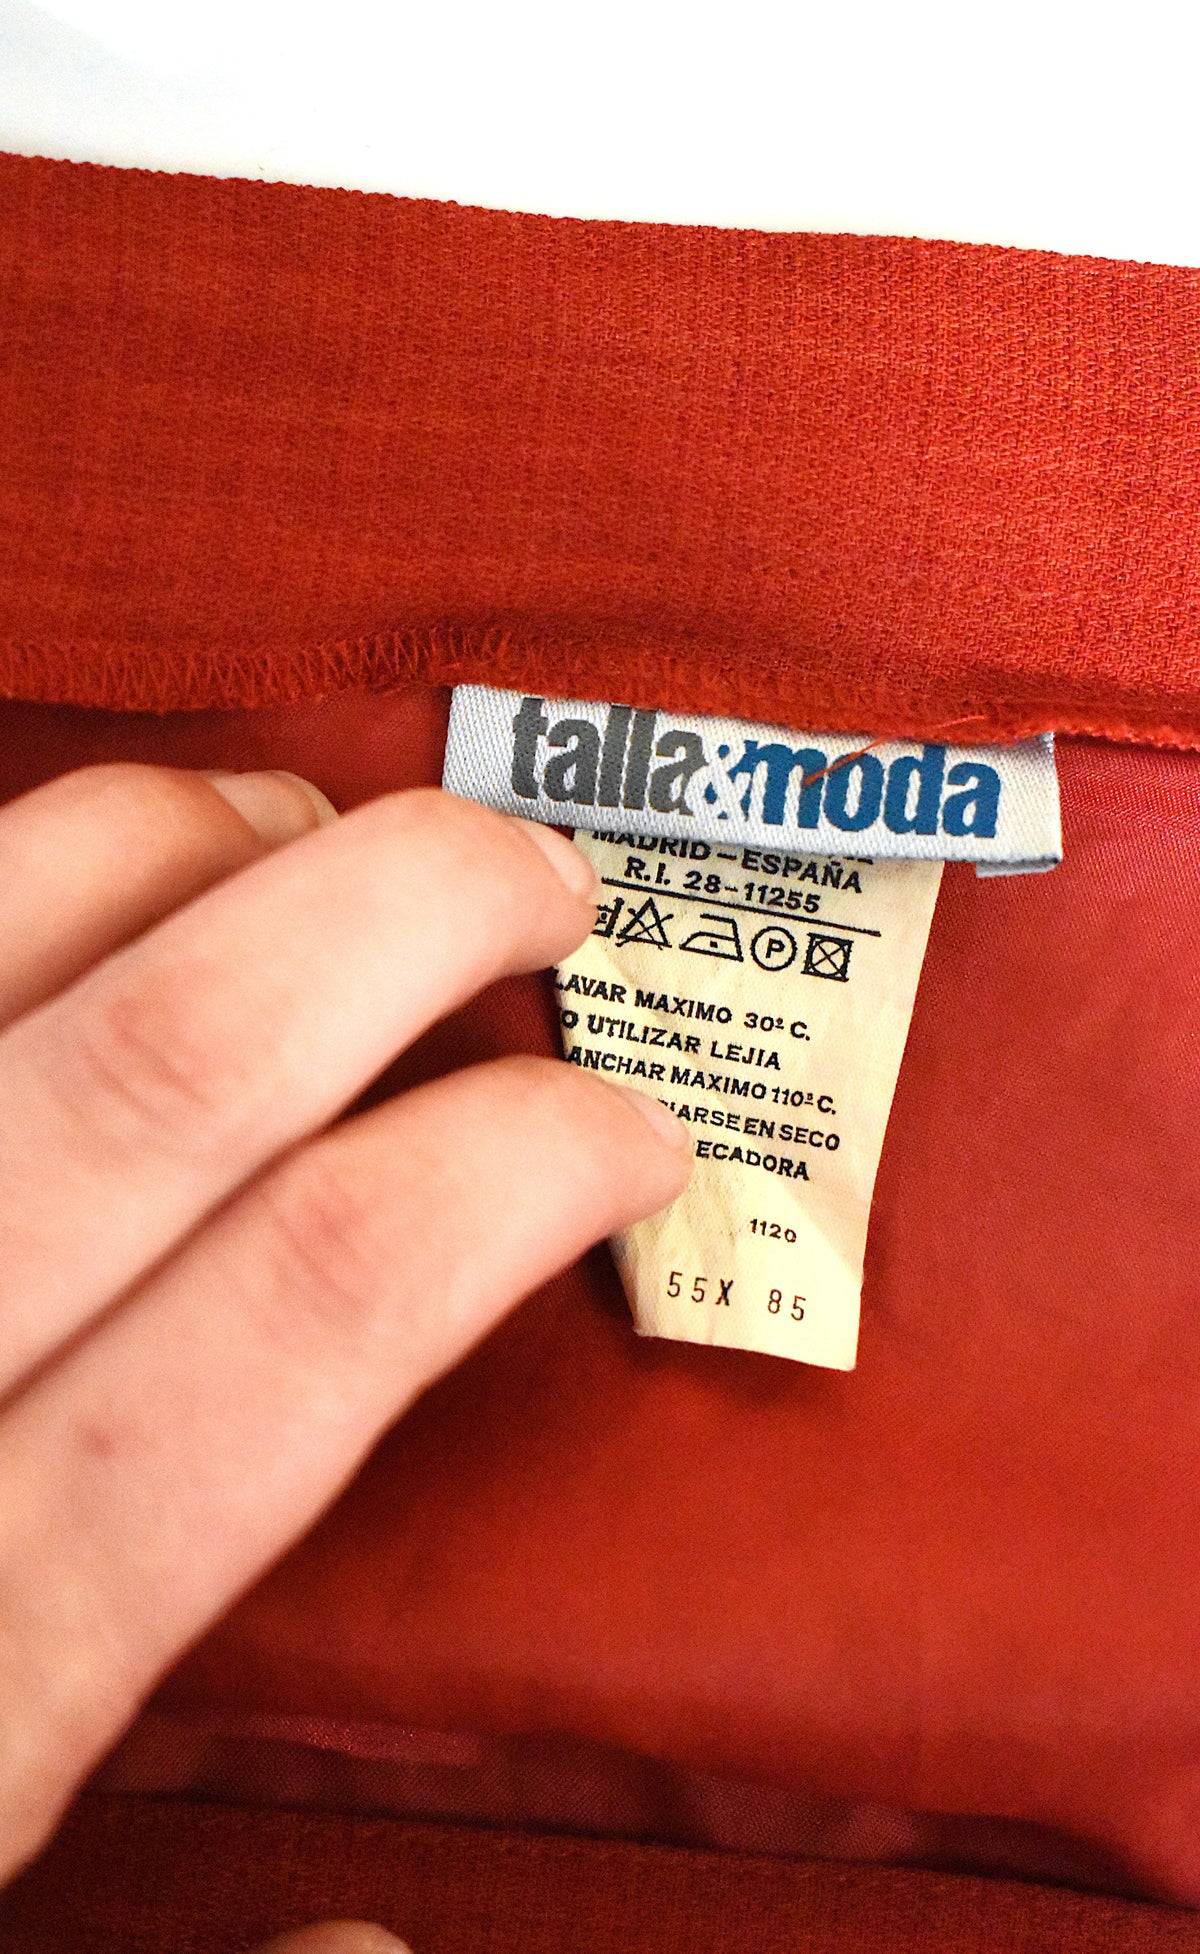 talla&moda
MADRID-ESPAÑA
R.I. 28-11255
P
LAVAR MAXIMO 30º C.
O UTILIZAR LEJIA
ANCHAR MAXIMO 110º C.
IARSE EN SECO
ECADORA
1120
55X 85